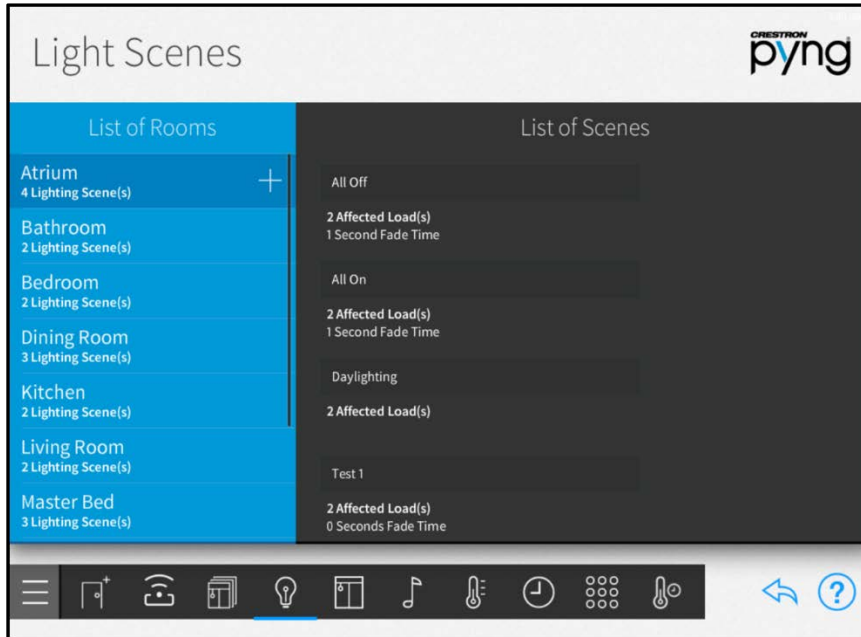 Light Scenes
CRESTRON
pyng
List of Rooms
Atrium
4 Lighting Scene(s)
Bathroom
2 Lighting Scene(s)
Bedroom
2 Lighting Scene(s)
Dining Room
3 Lighting Scene(s)
Kitchen
2 Lighting Scene(s)
Living Room
2 Lighting Scene(s)
Master Bed
3 Lighting Scene(s)
List of Scenes
All Off
2 Affected Load(s)
1 Second Fade Time
All On
2 Affected Load(s)
1 Second Fade Time
Daylighting
2 Affected Load(s)
Test 1
2 Affected Load(s)
0 Seconds Fade Time
?